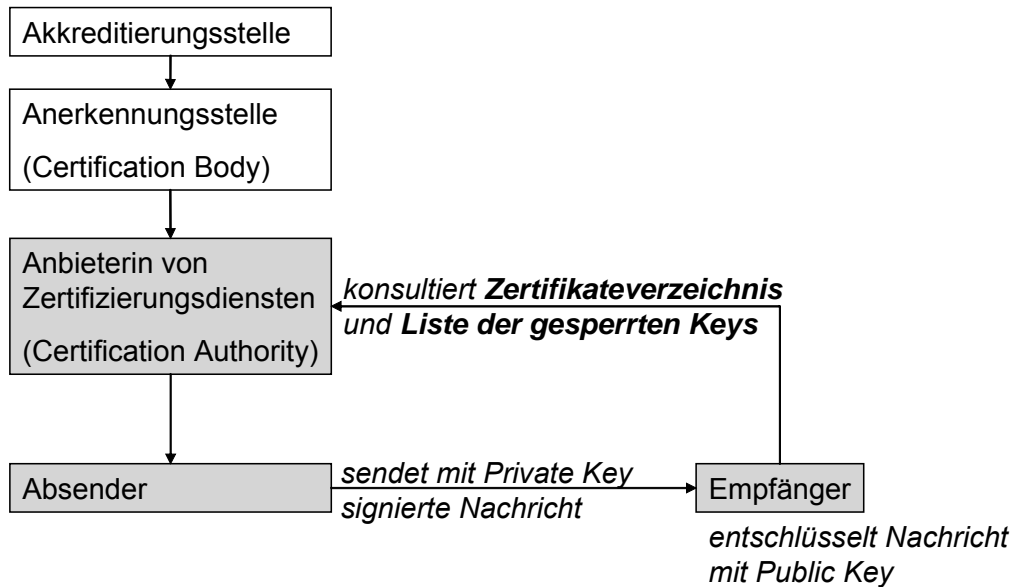 Akkreditierungsstelle
Anerkennungsstelle
(Certification Body)
Anbieterin von
Zertifizierungsdiensten
(Certification Authority)
konsultiert Zertifikateverzeichnis
und Liste der gesperrten Keys
Absender
sendet mit Private Key
signierte Nachricht
Empfänger
entschlüsselt Nachricht
mit Public Key